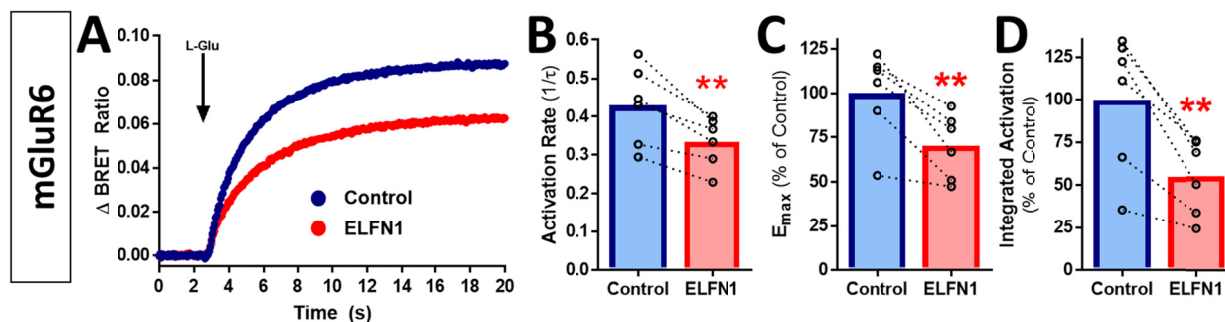 mGluR6
A
Δ BRET Ratio
0.10
0.08
0.06
0.04
0.02
0.00
L-Glu
Control
ELFN1
0 2 4 6 8 10 12 14 16 18 20
Time (s)
B
Activation Rate (1/τ)
0.6
0.5
0.4
0.3
0.2
0.1
0.0
**
Control ELFN1
C
Emax (% of Control)
125
100
75
50
25
0
**
Control ELFN1
D
Integrated Activation
(% of Control)
125
100
75
50
25
0
**
Control ELFN1